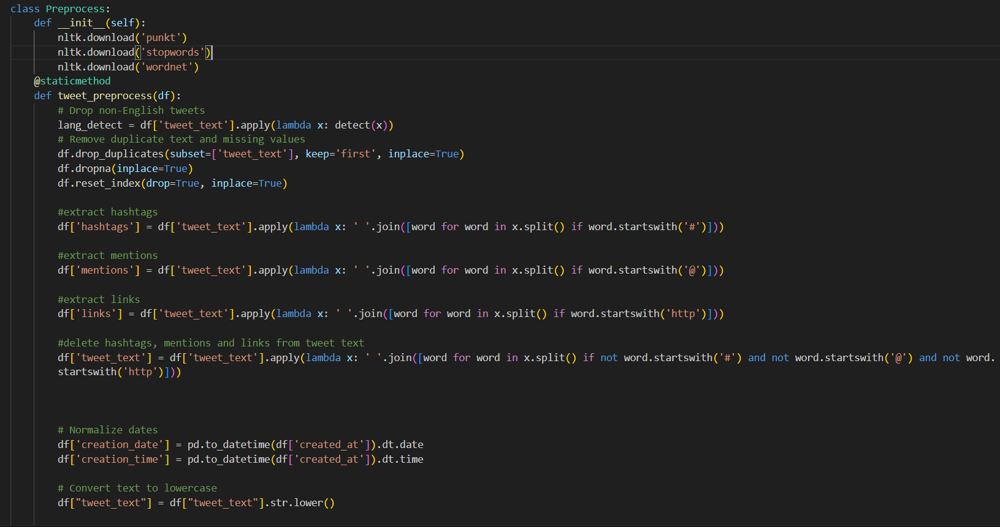 class Preprocess:
    def __init__(self):
        nltk.download('punkt')
        nltk.download('stopwords')
        nltk.download('wordnet')
    @staticmethod
    def tweet_preprocess(df):
        # Drop non-English tweets
        lang_detect = df['tweet_text'].apply(lambda x: detect(x))
        # Remove duplicate text and missing values
        df.drop_duplicates(subset=['tweet_text'], keep='first', inplace=True)
        df.dropna(inplace=True)
        df.reset_index(drop=True, inplace=True)

        #extract hashtags
        df['hashtags'] = df['tweet_text'].apply(lambda x: ' '.join([word for word in x.split() if word.startswith('#')]))

        #extract mentions
        df['mentions'] = df['tweet_text'].apply(lambda x: ' '.join([word for word in x.split() if word.startswith('@')]))

        #extract links
        df['links'] = df['tweet_text'].apply(lambda x: ' '.join([word for word in x.split() if word.startswith('http')]))

        #delete hashtags, mentions and links from tweet text
        df['tweet_text'] = df['tweet_text'].apply(lambda x: ' '.join([word for word in x.split() if not word.startswith('#') and not word.startswith('@') and not word.
        startswith('http')]))

        # Normalize dates
        df['creation_date'] = pd.to_datetime(df['created_at']).dt.date
        df['creation_time'] = pd.to_datetime(df['created_at']).dt.time

        # Convert text to lowercase
        df["tweet_text"] = df["tweet_text"].str.lower()